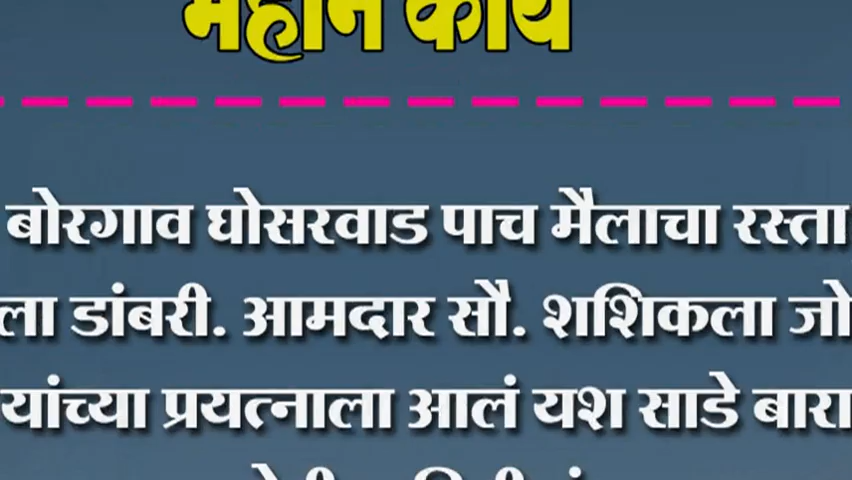 महान कार्य
बोरगाव घोसरवाड पाच मैलाचा रस्ता
ला डांबरी. आमदार सौ. शशिकला जो
यांच्या प्रयत्नाला आलं यश साडे बारा